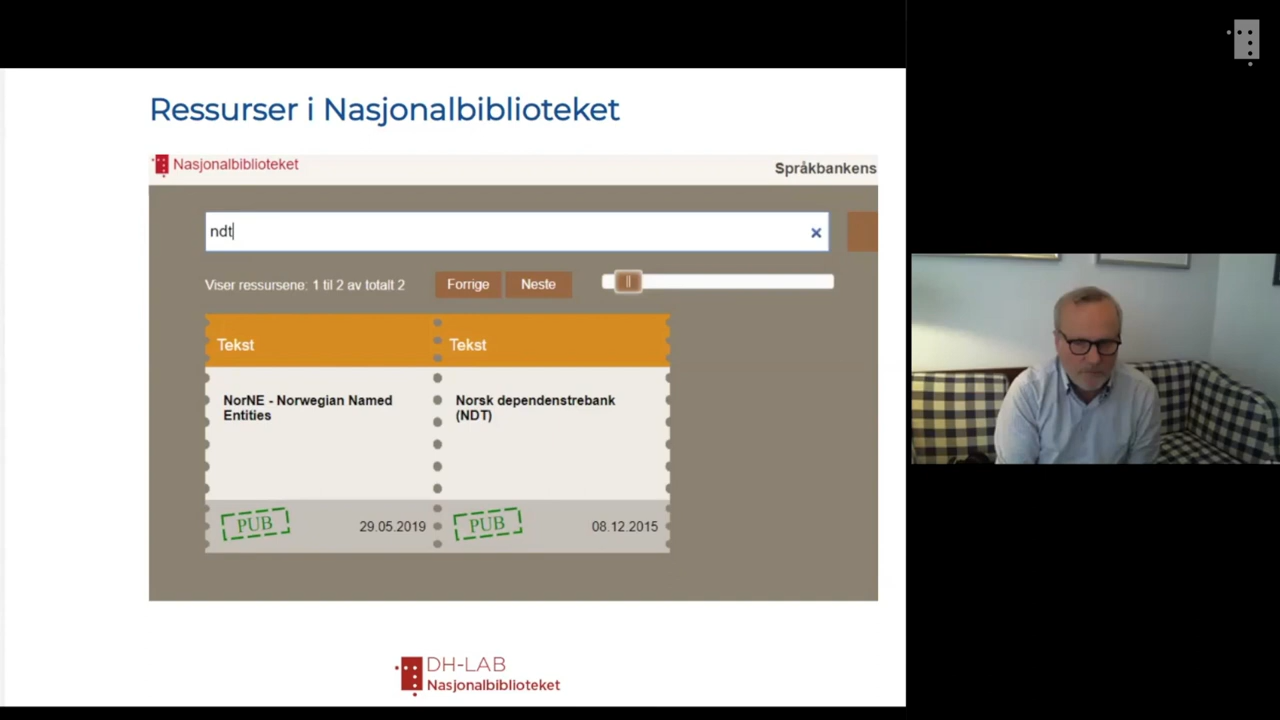 Ressurser i Nasjonalbiblioteket
Nasjonalbiblioteket
Språkbankens
ndt
Viser ressursene: 1 til 2 av totalt 2
Forrige
Neste
Tekst
Tekst
NorNE - Norwegian Named
Entities
Norsk dependenstrebank
(NDT)
PUB
29.05.2019
PUB
08.12.2015
DH-LAB
Nasjonalbiblioteket